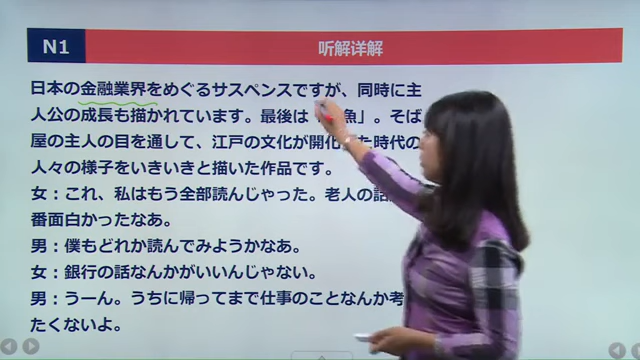 N1
听解详解
日本の金融業界をめぐるサスペンスですが、同時に主
人公の成長も描かれています。最後は 魚」。そば
屋の主人の目を通して、江戸の文化が開化 た時代の
人々の様子をいきいきと描いた作品です。
女：これ、私はもう全部読んじゃった。老人の話
番面白かったなあ。
男：僕もどれか読んでみようかなあ。
女：銀行の話なんかがいいんじゃない。
男：うーん。うちに帰ってまで仕事のことなんか考
たくないよ。